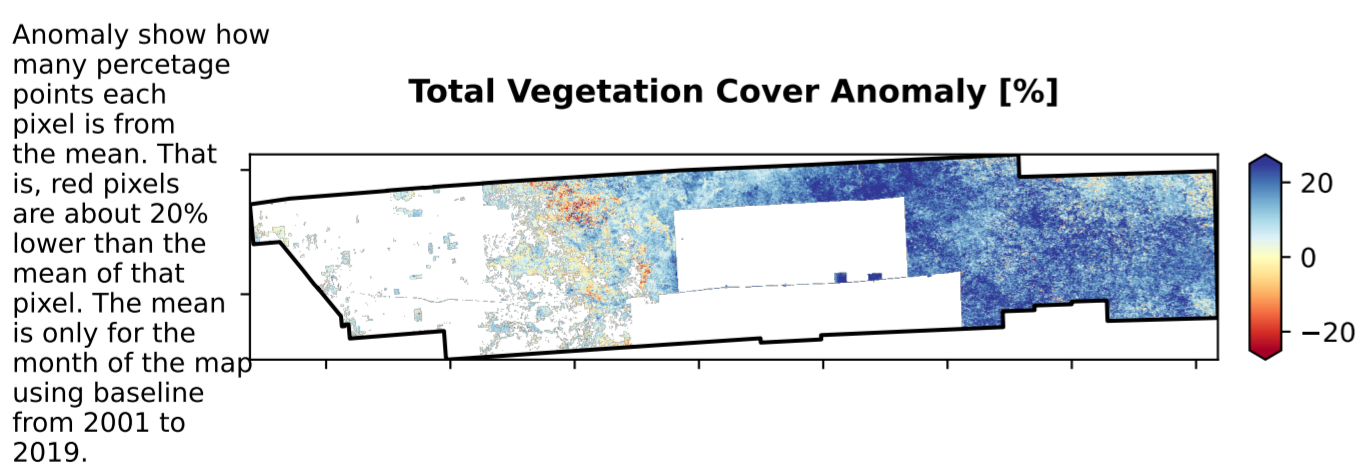 Anomaly show how
many percetage
points each
pixel is from
the mean. That
is, red pixels
are about 20%
lower than the
mean of that
pixel. The mean
is only for the
month of the map
using baseline
from 2001 to
2019.
Total Vegetation Cover Anomaly [%]
20
0
−20